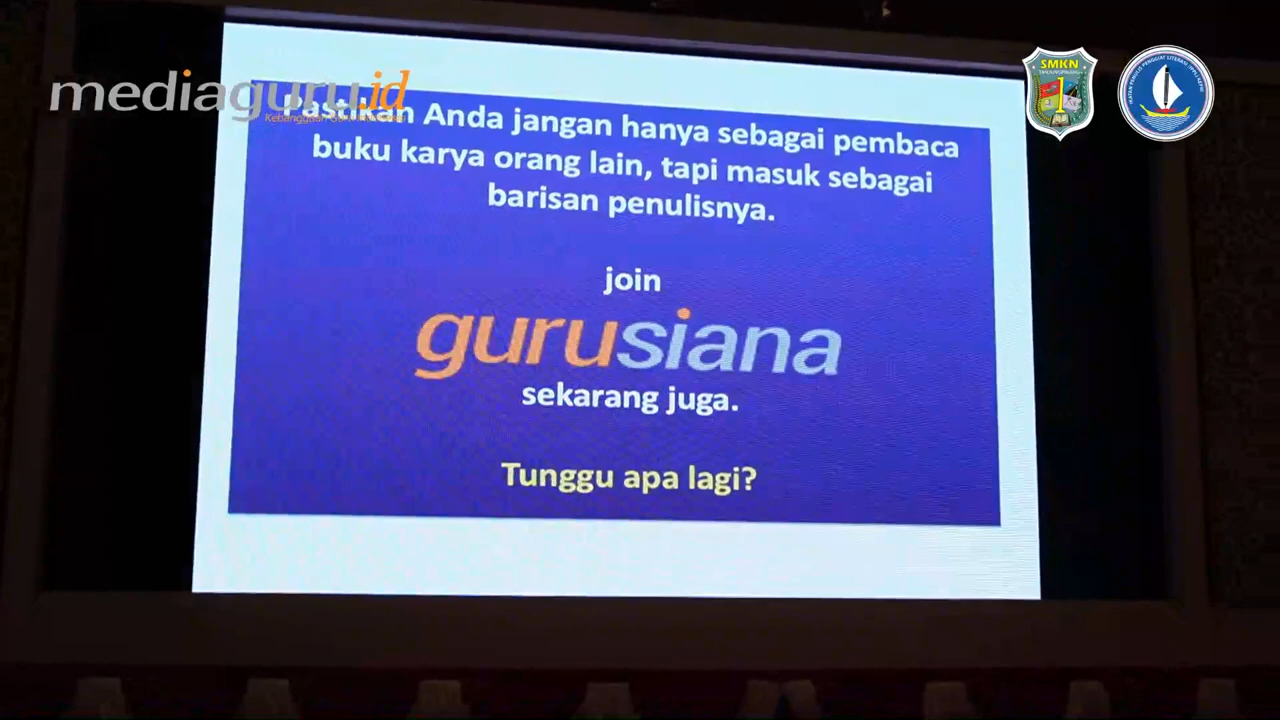 mediaguru.id
SMKN
1
Pastikan Anda jangan hanya sebagai pembaca
buku karya orang lain, tapi masuk sebagai
barisan penulisnya.
join
gurusiana
sekarang juga.
Tunggu apa lagi?